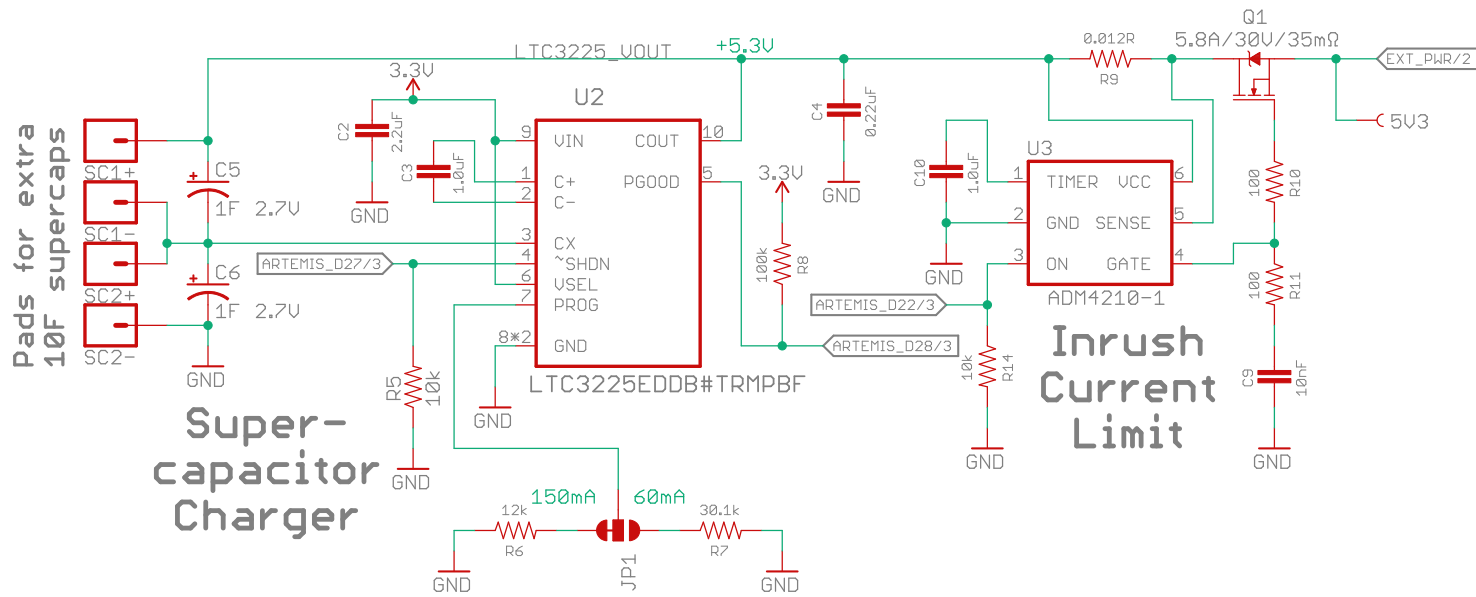 LTC3225_VOUT
+5.3V
0.012R
R9
Q1
5.8A/30V/35mΩ
EXT_PWR/2
5V3
3.3V
C2
2.2uF
GND
C3
1.0uF
U2
9
VIN
1
C+
2
C-
3
CX
4
~SHDN
6
VSEL
7
PROG
8*2
GND
COUT
10
PGOOD
5
LTC3225EDDB#TRMPBF
GND
Pads for extra
10F supercaps
SC1+
SC1-
SC2+
SC2-
C5
1F 2.7V
C6
1F 2.7V
GND
+
+
ARTEMIS_D27/3
R5
10k
GND
Super-
capacitor
Charger
150mA
60mA
12k
R6
GND
JP1
30.1k
R7
GND
3.3V
100k
R8
ARTEMIS_D28/3
C4
0.22uF
GND
C10
1.0uF
GND
U3
1
TIMER
2
GND
3
ON
VCC
6
SENSE
5
GATE
4
ADM4210-1
ARTEMIS_D22/3
10k
R14
GND
Inrush
Current
Limit
100
R10
100
R11
C9
10nF
GND